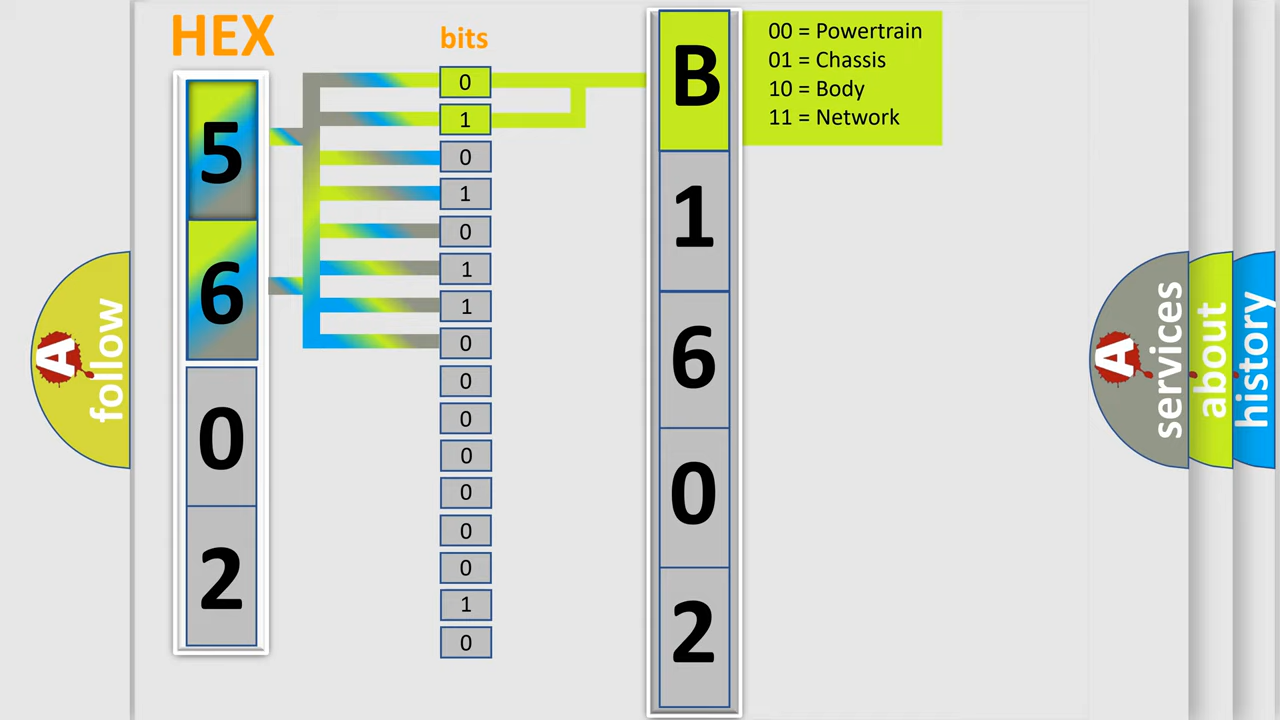 HEX
bits
5
6
0
2
0
1
0
1
0
1
1
0
0
0
0
0
0
0
1
0
B
1
6
0
2
00 = Powertrain
01 = Chassis
10 = Body
11 = Network
A
follow
A
services
about
history